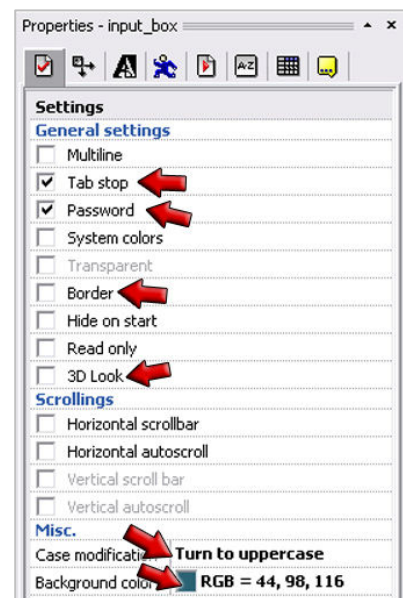 Properties - input_box
A-Z
Settings
General settings
Multiline
Tab stop
Password
System colors
Transparent
Border
Hide on start
Read only
3D Look
Scrollings
Horizontal scrollbar
Horizontal autoscroll
Vertical scroll bar
Vertical autoscroll
Misc.
Case modification Turn to uppercase
Background color RGB = 44, 98, 116